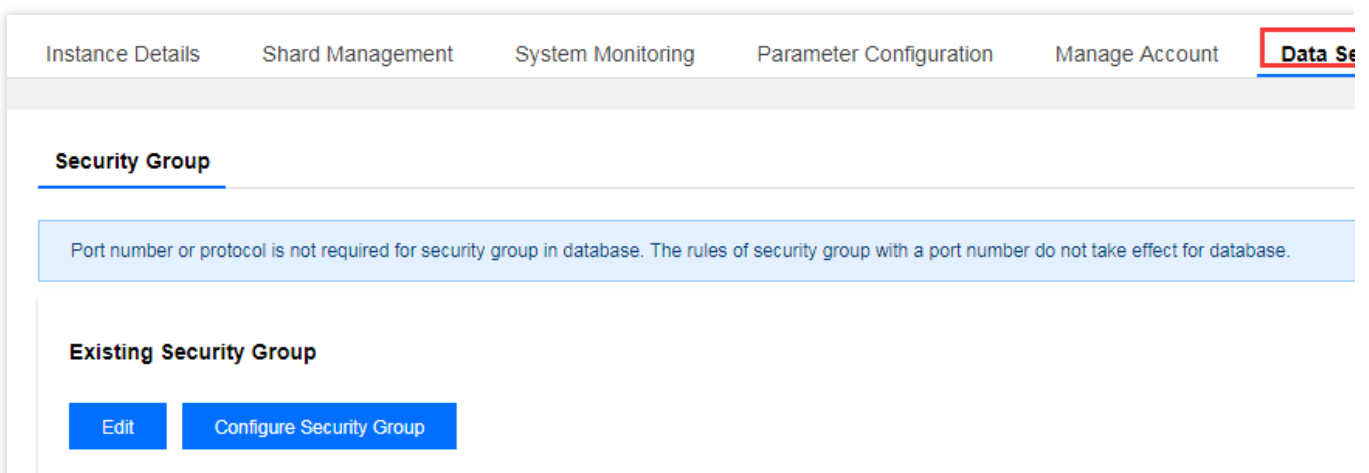 Instance Details Shard Management System Monitoring Parameter Configuration Manage Account Data
Security Group
Port number or protocol is not required for security group in database. The rules of security group with a port number do not take effect for database.
Existing Security Group
Edit Configure Security Group